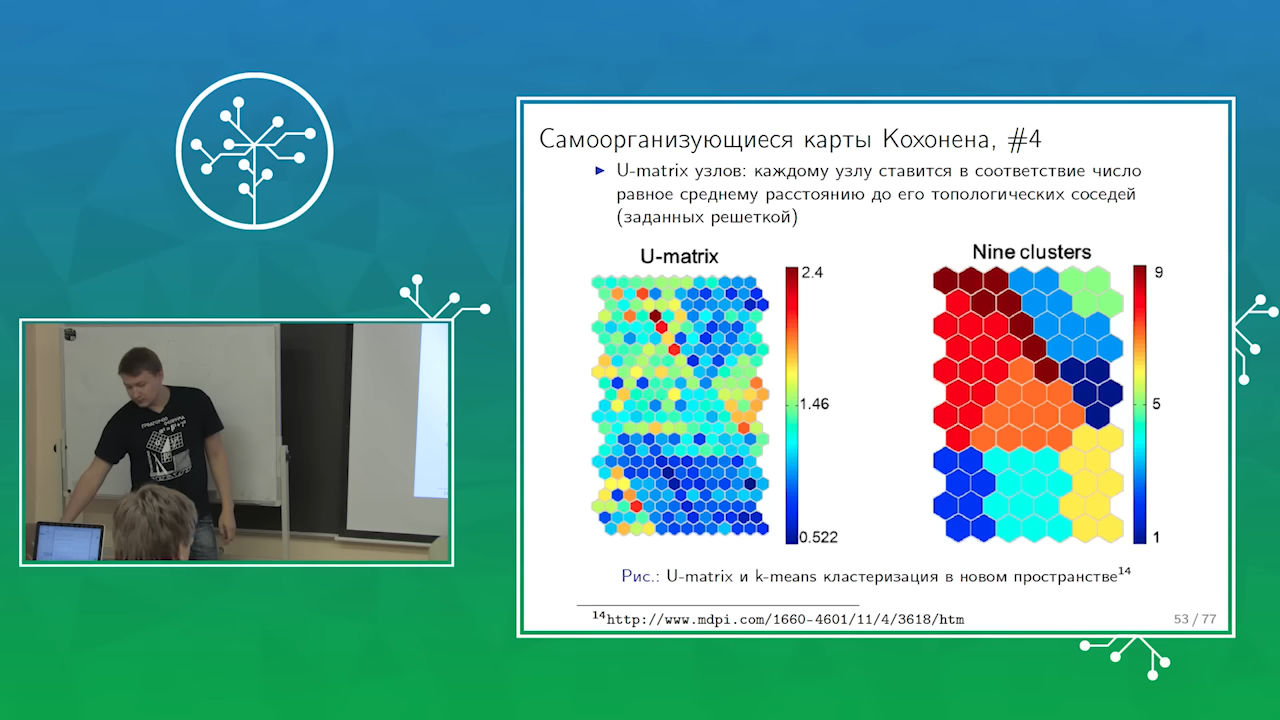 Самоорганизующиеся карты Кохонена, #4
U-matrix узлов: каждому узлу ставится в соответствие число
равное среднему расстоянию до его топологических соседей
(заданных решеткой)
U-matrix
2.4
1.46
0.522
Nine clusters
9
5
1
Рис.: U-matrix и k-means кластеризация в новом пространстве14
14http://www.mdpi.com/1660-4601/11/4/3618/htm
53 / 77